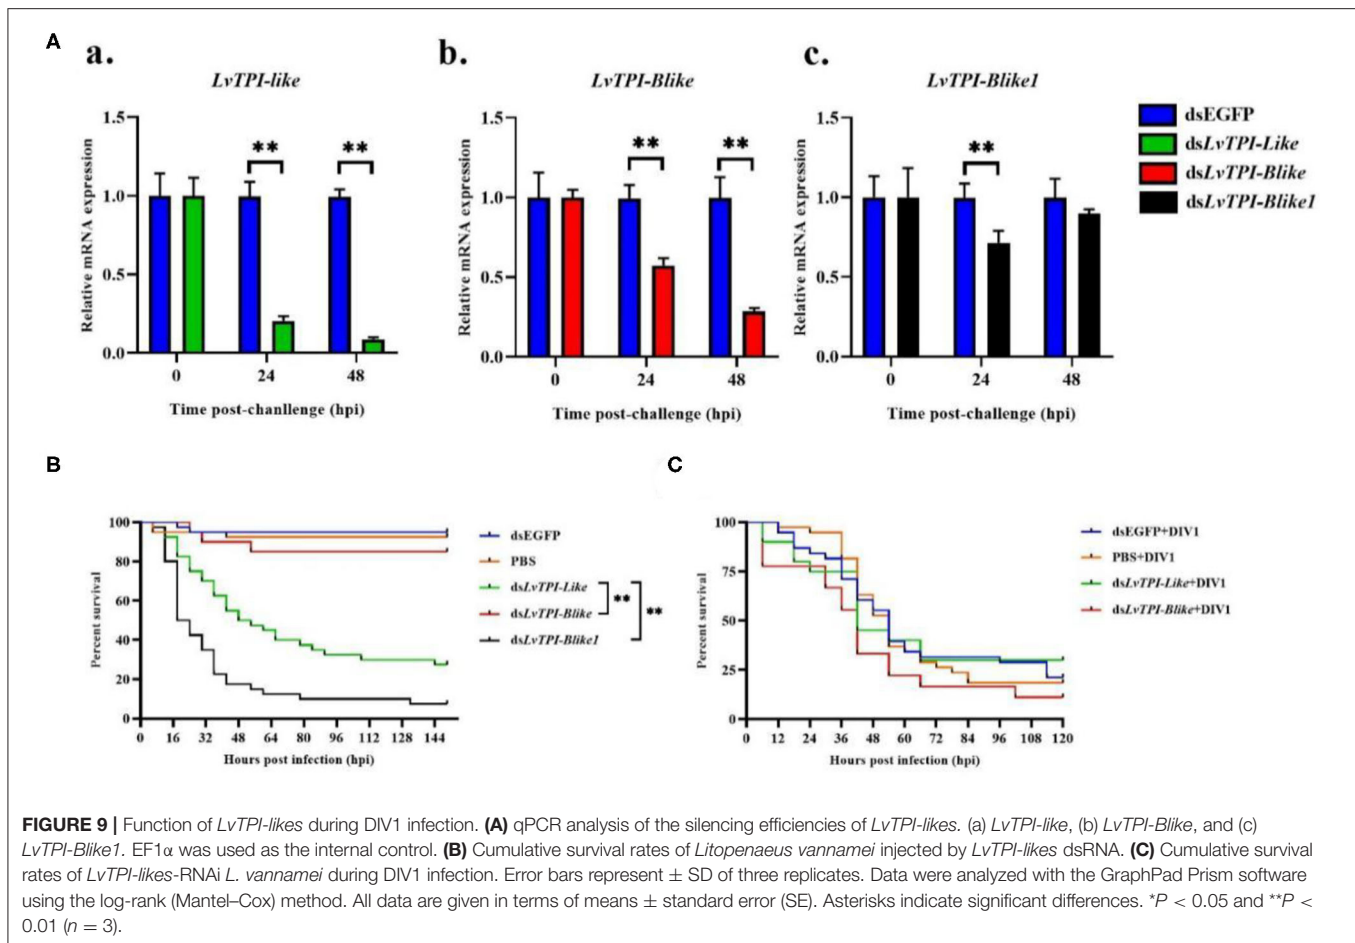 A
a.
LvTPI-like
Relative mRNA expression
1.5
1.0
0.5
0.0
**
**
0 24 48
Time post-chanllenge (hpi)
b.
LvTPI-Blike
Relative mRNA expression
1.5
1.0
0.5
0.0
**
**
0 24 48
Time post-challenge (hpi)
c.
LvTPI-Blike1
Relative mRNA expression
1.5
1.0
0.5
0.0
**
0 24 48
Time post-challenge (hpi)
dsEGFP
dsLvTPI-Like
dsLvTPI-Blike
dsLvTPI-Blike1
B
Percent survival
100
80
60
40
20
0
0 16 32 48 64 80 96 112 128 144
Hours post infection (hpi)
dsEGFP
PBS
dsLvTPI-Like
dsLvTPI-Blike
dsLvTPI-Blike1
**
**
C
Percent survival
100
75
50
25
0
0 12 24 36 48 60 72 84 96 108 120
Hours post infection (hpi)
dsEGFP+DIV1
PBS+DIV1
dsLvTPI-Like+DIV1
dsLvTPI-Blike+DIV1
FIGURE 9 | Function of LvTPI-likes during DIV1 infection. (A) qPCR analysis of the silencing efficiencies of LvTPI-likes. (a) LvTPI-like, (b) LvTPI-Blike, and (c)
LvTPI-Blike1. EF1α was used as the internal control. (B) Cumulative survival rates of Litopenaeus vannamei injected by LvTPI-likes dsRNA. (C) Cumulative survival
rates of LvTPI-likes-RNAi L. vannamei during DIV1 infection. Error bars represent ± SD of three replicates. Data were analyzed with the GraphPad Prism software
using the log-rank (Mantel–Cox) method. All data are given in terms of means ± standard error (SE). Asterisks indicate significant differences. *P < 0.05 and **P <
0.01 (n = 3).